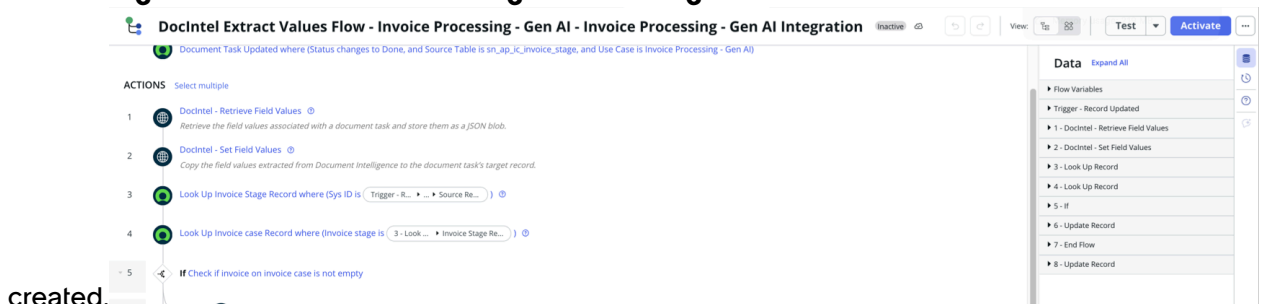 DocIntel Extract Values Flow - Invoice Processing - Gen AI - Invoice Processing - Gen AI Integration
Inactive
View:
Test
Activate
Document Task Updated where (Status changes to Done, and Source Table is sn_ap_ic_invoice_stage, and Use Case is Invoice Processing - Gen AI)
ACTIONS Select multiple
1 DocIntel - Retrieve Field Values
Retrieve the field values associated with a document task and store them as a JSON blob.
2 DocIntel - Set Field Values
Copy the field values extracted from Document Intelligence to the document task's target record.
3 Look Up Invoice Stage Record where (Sys ID is Trigger - R... ▸ ... ▸ Source Re... )
4 Look Up Invoice case Record where (Invoice stage is 3 - Look ... ▸ Invoice Stage Re... )
5 If Check if invoice on invoice case is not empty
Data Expand All
Flow Variables
Trigger - Record Updated
1 - DocIntel - Retrieve Field Values
2 - DocIntel - Set Field Values
3 - Look Up Record
4 - Look Up Record
5 - If
6 - Update Record
7 - End Flow
8 - Update Record
created.